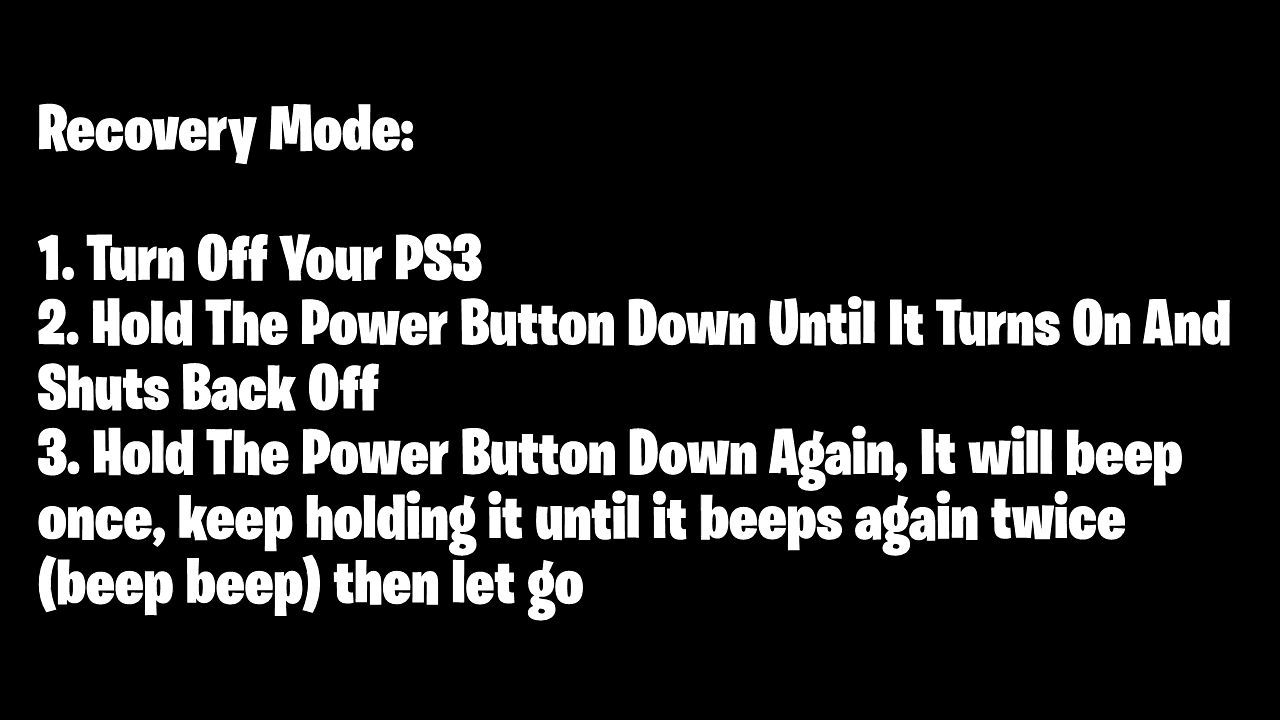 Recovery Mode:
1. Turn Off Your PS3
2. Hold The Power Button Down Until It Turns On And
Shuts Back Off
3. Hold The Power Button Down Again, It will beep
once, keep holding it until it beeps again twice
(beep beep) then let go